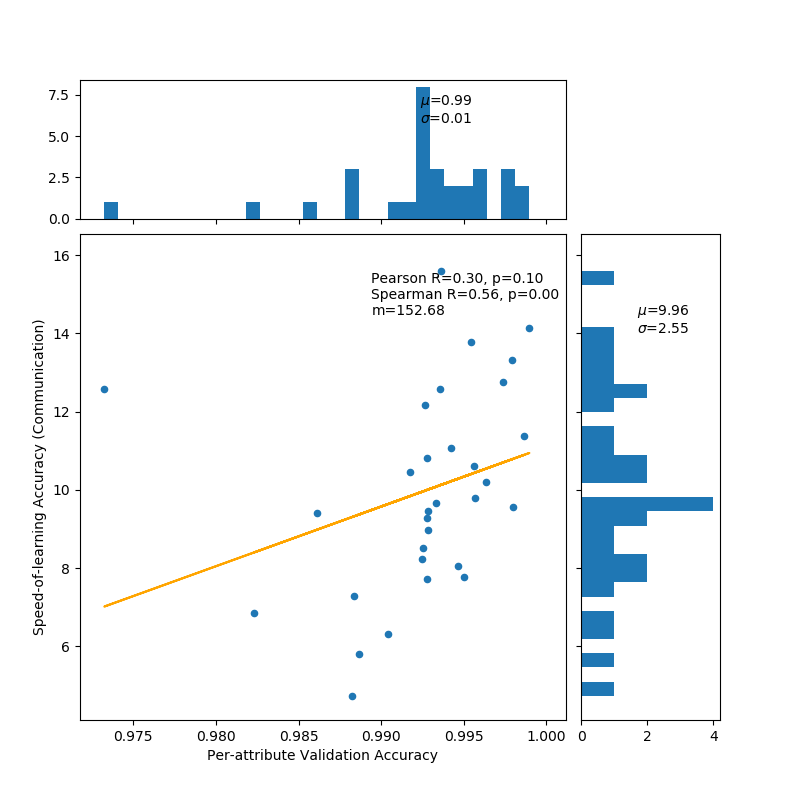 7.5
5.0
2.5
0.0
μ=0.99
σ=0.01
16
14
12
10
8
6
Speed-of-learning Accuracy (Communication)
Pearson R=0.30, p=0.10
Spearman R=0.56, p=0.00
m=152.68
μ=9.96
σ=2.55
0.975 0.980 0.985 0.990 0.995 1.000
Per-attribute Validation Accuracy
0 2 4